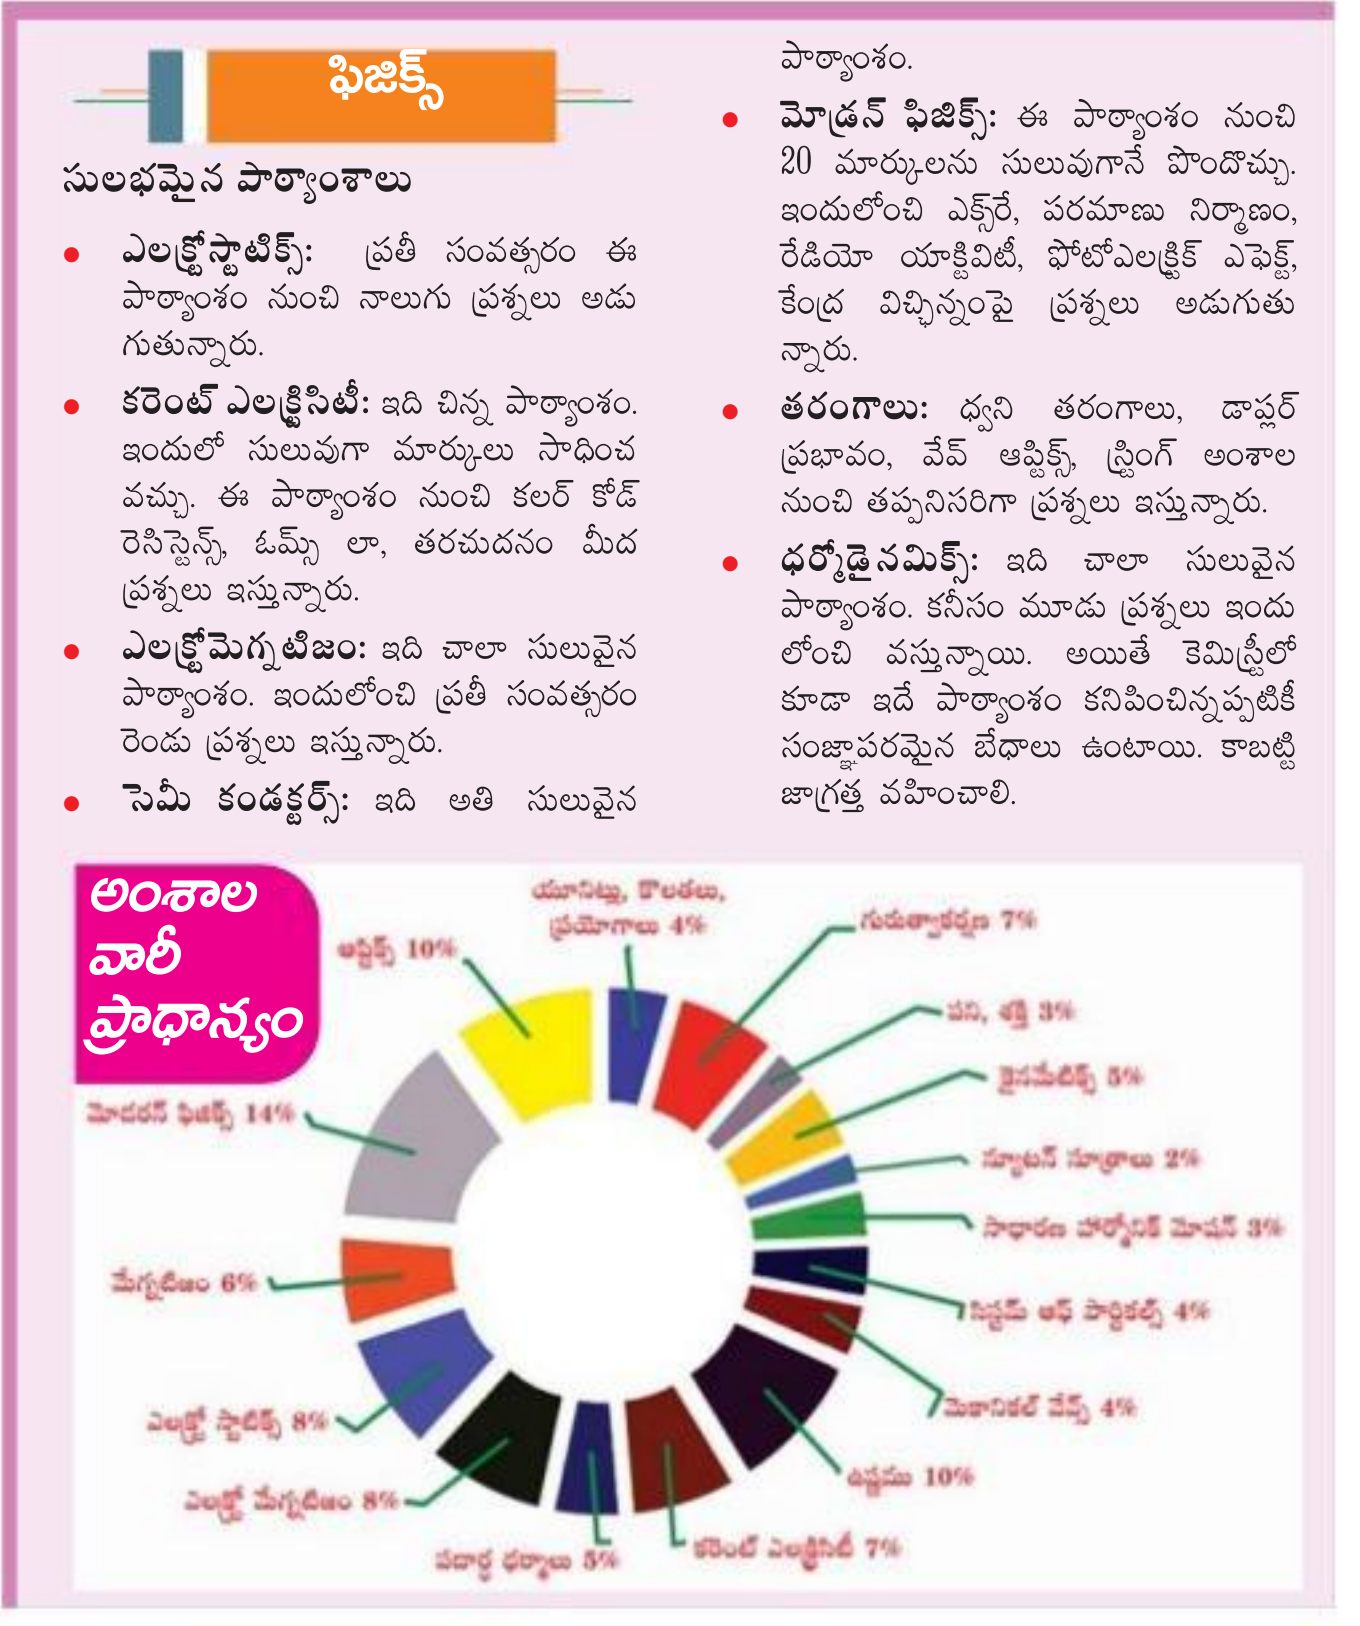 ఫిజిక్స్
సులభమైన పాఠ్యాంశాలు
● ఎలక్ట్రోస్టాటిక్స్: ప్రతీ సంవత్సరం ఈ
పాఠ్యాంశం నుంచి నాలుగు ప్రశ్నలు అడు
గుతున్నారు.
● కరెంట్ ఎలక్ట్రిసిటీ: ఇది చిన్న పాఠ్యాంశం.
ఇందులో సులువుగా మార్కులు సాధించ
వచ్చు. ఈ పాఠ్యాంశం నుంచి కలర్ కోడ్
రెసిస్టెన్స్, ఓమ్స్ లా, తరచుదనం మీద
ప్రశ్నలు ఇస్తున్నారు.
● ఎలక్ట్రోమెగ్నటిజం: ఇది చాలా సులువైన
పాఠ్యాంశం. ఇందులోంచి ప్రతీ సంవత్సరం
రెండు ప్రశ్నలు ఇస్తున్నారు.
● సెమీ కండక్టర్స్: ఇది అతి సులువైన
పాఠ్యాంశం.
● మోడ్రన్ ఫిజిక్స్: ఈ పాఠ్యాంశం నుంచి
20 మార్కులను సులువుగానే పొందొచ్చు.
ఇందులోంచి ఎక్స్‌రే, పరమాణు నిర్మాణం,
రేడియో యాక్టివిటీ, ఫోటోఎలక్ట్రిక్ ఎఫెక్ట్,
కేంద్ర విచ్ఛిన్నంపై ప్రశ్నలు అడుగుతు
న్నారు.
● తరంగాలు: ధ్వని తరంగాలు, డాప్లర్
ప్రభావం, వేవ్ ఆప్టిక్స్, స్ట్రింగ్ అంశాల
నుంచి తప్పనిసరిగా ప్రశ్నలు ఇస్తున్నారు.
● థర్మోడైనమిక్స్: ఇది చాలా సులువైన
పాఠ్యాంశం. కనీసం మూడు ప్రశ్నలు ఇందు
లోంచి వస్తున్నాయి. అయితే కెమిస్ట్రీలో
కూడా ఇదే పాఠ్యాంశం కనిపించినప్పటికీ
సంజ్ఞాపరమైన బేధాలు ఉంటాయి. కాబట్టి
జాగ్రత్త వహించాలి.
అంశాల
వారీ
ప్రాధాన్యం
యూనిట్లు, కొలతలు,
ప్రయోగాలు 4%
గురుత్వాకర్షణ 7%
ఆప్టిక్స్ 10%
పని, శక్తి 3%
కైనమేటిక్స్ 5%
మోడరన్ ఫిజిక్స్ 14%
న్యూటన్ సూత్రాలు 2%
సాధారణ హార్మోనిక్ మోషన్ 3%
మేగ్నటిజం 6%
సిస్టమ్ ఆఫ్ పార్టికల్స్ 4%
మెకానికల్ వేవ్స్ 4%
ఎలక్ట్రో స్టాటిక్స్ 8%
ఉష్ణము 10%
ఎలక్ట్రో మేగ్నటిజం 8%
కరెంట్ ఎలక్ట్రిసిటీ 7%
పదార్థ ధర్మాలు 5%